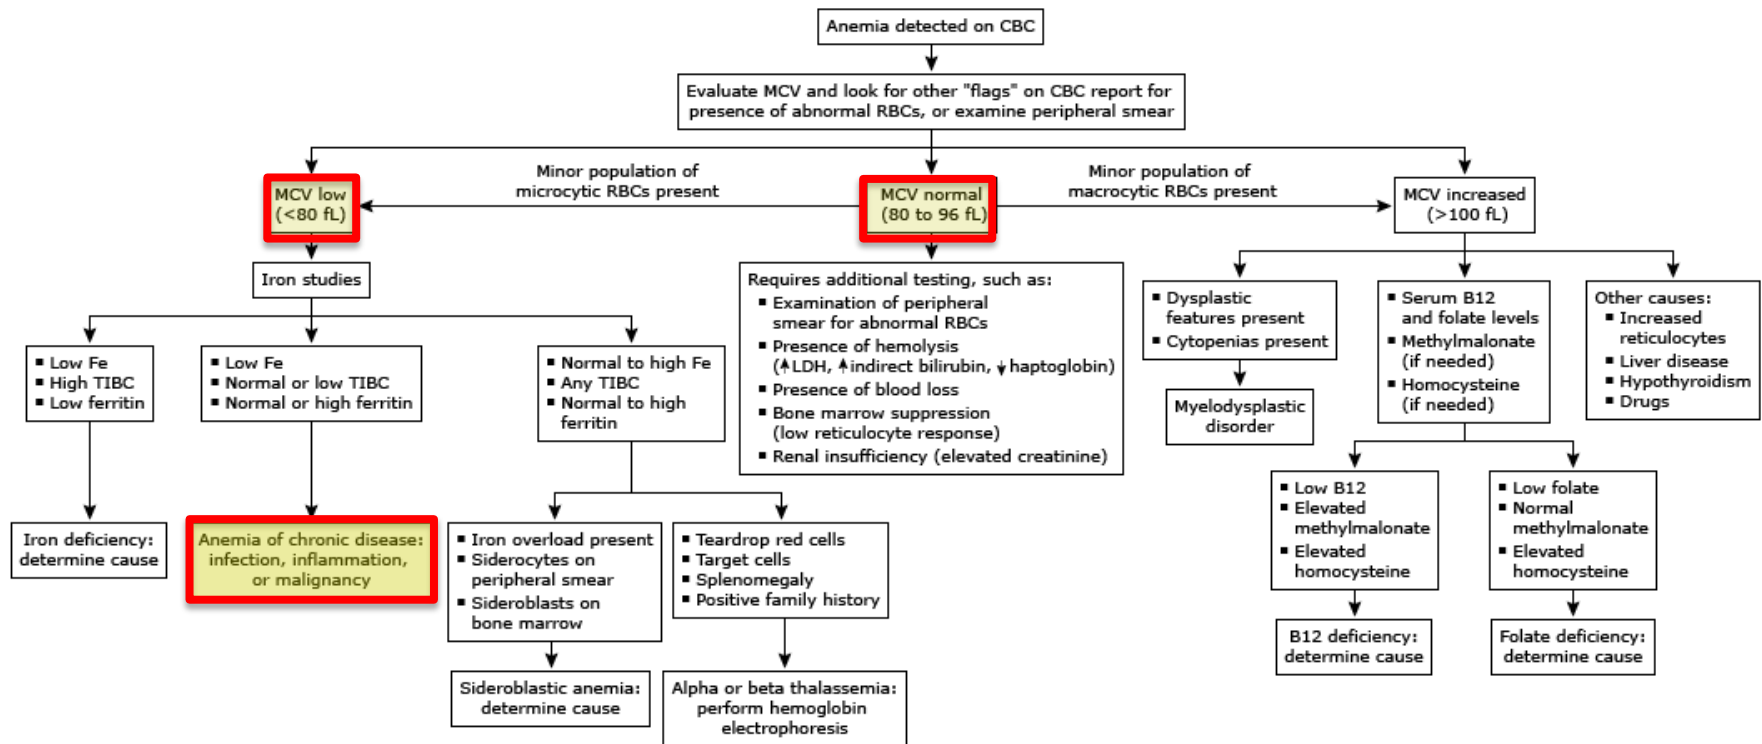 Anemia detected on CBC
Evaluate MCV and look for other "flags" on CBC report for
presence of abnormal RBCs, or examine peripheral smear
Minor population of
microcytic RBCs present
Minor population of
macrocytic RBCs present
MCV low
(<80 fL)
MCV normal
(80 to 96 fL)
MCV increased
(>100 fL)
Iron studies
Requires additional testing, such as:
▪ Examination of peripheral
smear for abnormal RBCs
▪ Presence of hemolysis
(↑LDH, ↑indirect bilirubin, ↓haptoglobin)
▪ Presence of blood loss
▪ Bone marrow suppression
(low reticulocyte response)
▪ Renal insufficiency (elevated creatinine)
▪ Dysplastic
features present
▪ Cytopenias present
▪ Serum B12
and folate levels
▪ Methylmalonate
(if needed)
▪ Homocysteine
(if needed)
Other causes:
▪ Increased
reticulocytes
▪ Liver disease
▪ Hypothyroidism
▪ Drugs
▪ Low Fe
▪ High TIBC
▪ Low ferritin
▪ Low Fe
▪ Normal or low TIBC
▪ Normal or high ferritin
▪ Normal to high Fe
▪ Any TIBC
▪ Normal to high
ferritin
Myelodysplastic
disorder
▪ Low B12
▪ Elevated
methylmalonate
▪ Elevated
homocysteine
▪ Low folate
▪ Normal
methylmalonate
▪ Elevated
homocysteine
Iron deficiency:
determine cause
Anemia of chronic disease:
infection, inflammation,
or malignancy
▪ Iron overload present
▪ Siderocytes on
peripheral smear
▪ Sideroblasts on
bone marrow
▪ Teardrop red cells
▪ Target cells
▪ Splenomegaly
▪ Positive family history
B12 deficiency:
determine cause
Folate deficiency:
determine cause
Sideroblastic anemia:
determine cause
Alpha or beta thalassemia:
perform hemoglobin
electrophoresis